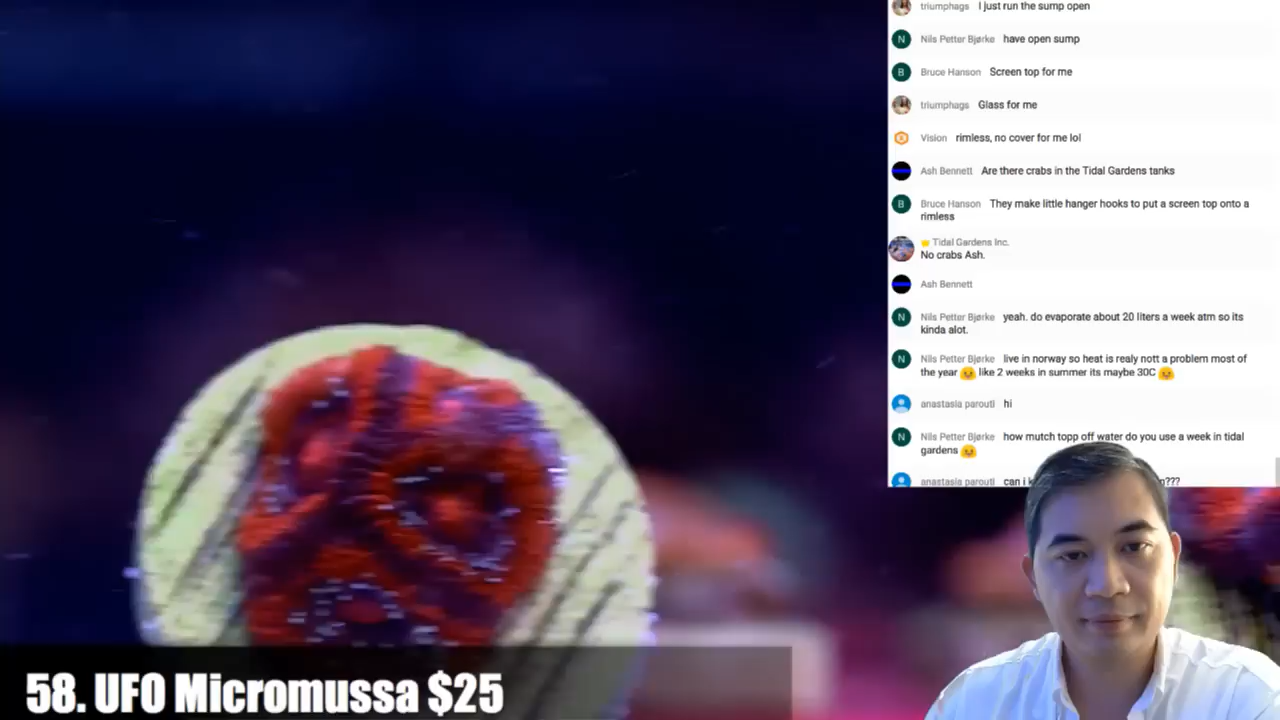 triumphags I just run the sump open
N Nils Petter Bjørke have open sump
B Bruce Hanson Screen top for me
triumphags Glass for me
Vision rimless, no cover for me lol
Ash Bennett Are there crabs in the Tidal Gardens tanks
B Bruce Hanson They make little hanger hooks to put a screen top onto a
rimless
Tidal Gardens Inc.
No crabs Ash.
Ash Bennett
N Nils Petter Bjørke yeah. do evaporate about 20 liters a week atm so its
kinda alot.
N Nils Petter Bjørke live in norway so heat is realy nott a problem most of
the year like 2 weeks in summer its maybe 30C
anastasia parouti hi
N Nils Petter Bjørke how mutch topp off water do you use a week in tidal
gardens
anastasia parouti can i
58. UFO Micromussa $25